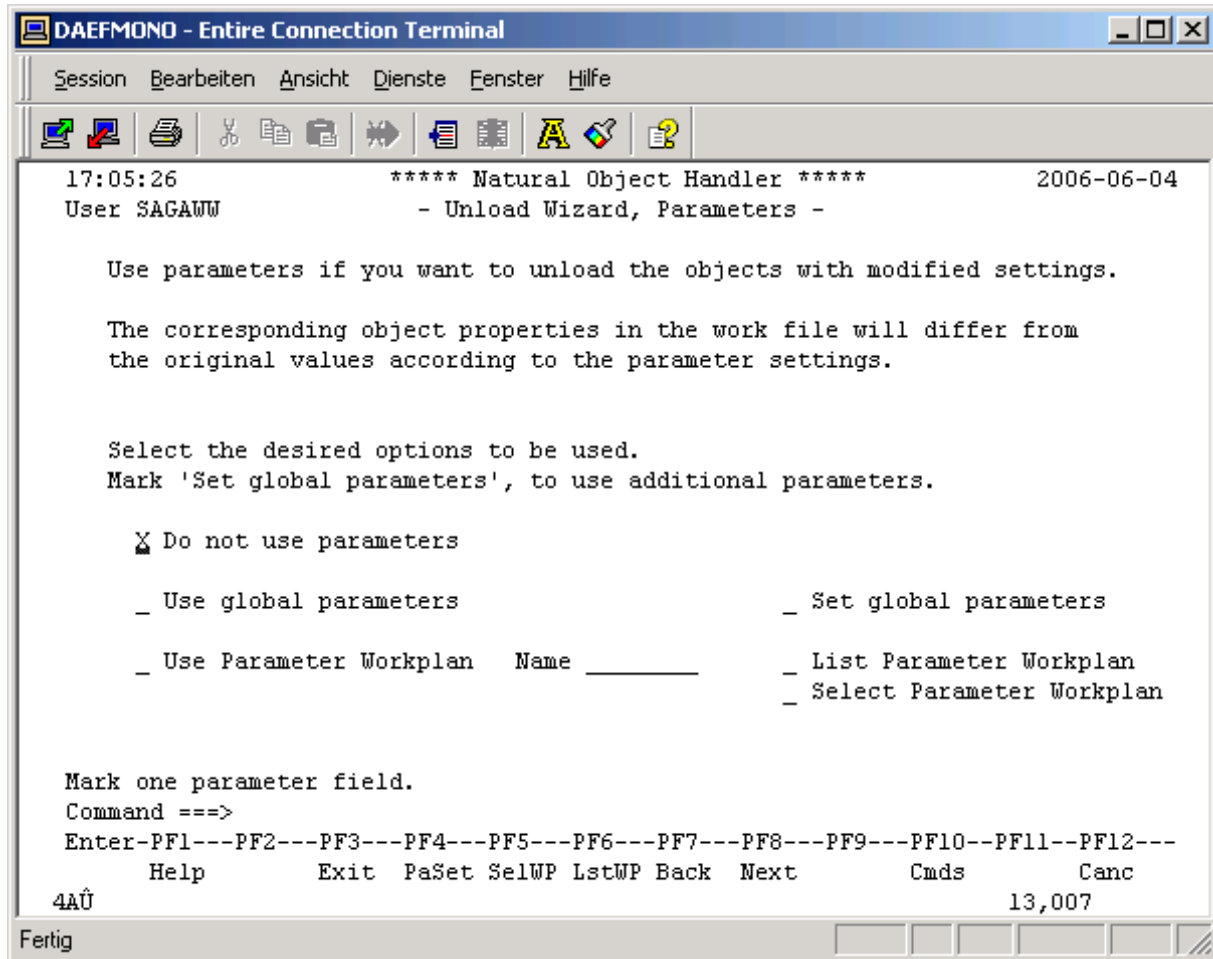 DAEFMONO - Entire Connection Terminal
Session Bearbeiten Ansicht Dienste Fenster Hilfe
17:05:26 ***** Natural Object Handler ***** 2006-06-04
User SAGAWW - Unload Wizard, Parameters -
Use parameters if you want to unload the objects with modified settings.
The corresponding object properties in the work file will differ from
the original values according to the parameter settings.
Select the desired options to be used.
Mark 'Set global parameters', to use additional parameters.
X Do not use parameters
_ Use global parameters _ Set global parameters
_ Use Parameter Workplan Name ________ _ List Parameter Workplan
_ Select Parameter Workplan
Mark one parameter field.
Command ===>
Enter-PF1---PF2---PF3---PF4---PF5---PF6---PF7---PF8---PF9---PF10--PF11--PF12---
Help Exit PaSet SelWP LstWP Back Next Cmds Canc
4AÛ 13,007
Fertig